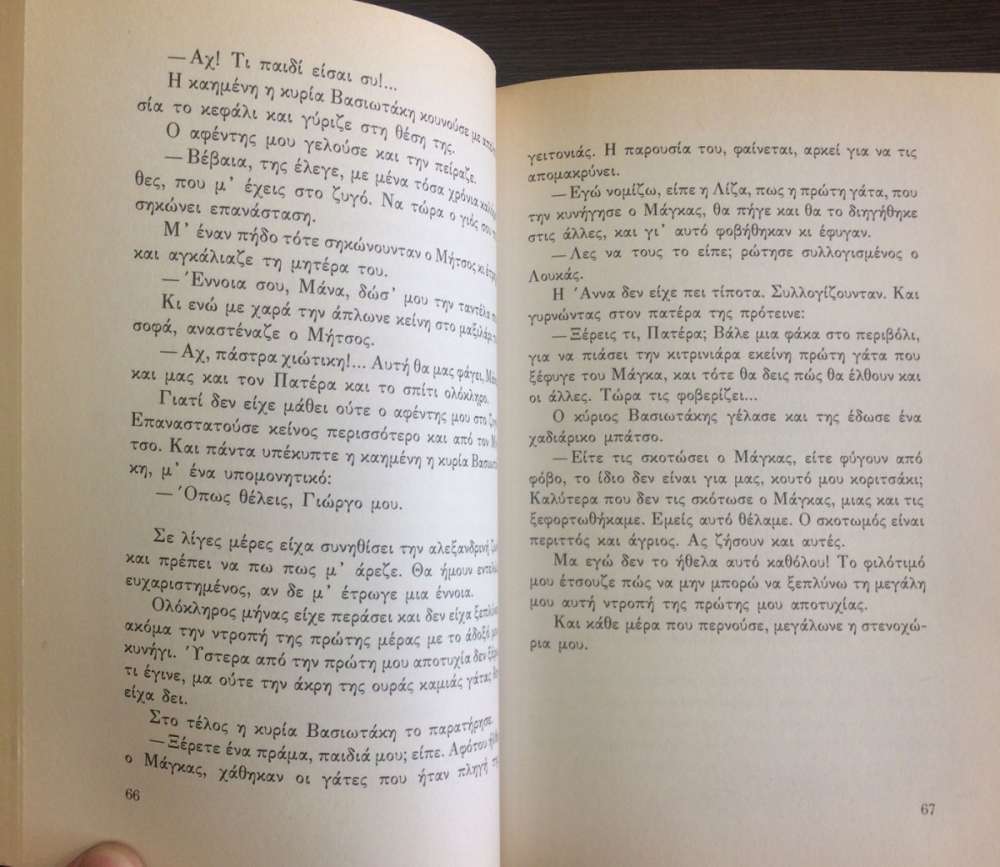 — Αχ! Τι παιδί είσαι συ!...
Η καημένη η κυρία Βασιωτάκη κουνούσε με
σία το κεφάλι και γύριζε στη θέση της.
Ο αφέντης μου γελούσε και την πείραζε.
— Βέβαια, της έλεγε, με μένα τόσα χρόνια
θες, που μ' έχεις στο ζυγό. Να τώρα ο γιός σου
σηκώνει επανάσταση.
Μ' έναν πήδο τότε σηκώνουνταν ο Μήτσος κι
και αγκάλιαζε τη μητέρα του.
— Έννοια σου, Μάνα, δώσ' μου την ταντέλα
Κι ενώ με χαρά την άπλωνε κείνη στο μαξιλάρι
σοφά, αναστέναζε ο Μήτσος.
— Αχ, πάστρα χιώτικη!... Αυτή θα μας φάγει,
και μας και τον Πατέρα και το σπίτι ολόκληρο.
Γιατί δεν είχε μάθει ούτε ο αφέντης μου στο
Επαναστατούσε κείνος περισσότερο και από τον
τσο. Και πάντα υπέκυπτε η καημένη η κυρία Βασιωτά-
κη, μ' ένα υπομονητικό:
— Όπως θέλεις, Γιώργο μου.
Σε λίγες μέρες είχα συνηθίσει την αλεξανδρινή
και πρέπει να πω πως μ' άρεζε. Θα ήμουν
ευχαριστημένος, αν δε μ' έτρωγε μια έννοια.
Ολόκληρος μήνας είχε περάσει και δεν είχα
ακόμα την ντροπή της πρώτης μέρας με το άδοξό
κυνήγι. Ύστερα από την πρώτη μου αποτυχία δεν
τι έγινε, μα ούτε την άκρη της ουράς καμιάς γάτας
είχα δει.
Στο τέλος η κυρία Βασιωτάκη το παρατήρησε.
— Ξέρετε ένα πράμα, παιδιά μου; είπε. Αφότου
ο Μάγκας, χάθηκαν οι γάτες που ήταν πληγή
66
γειτονιάς. Η παρουσία του, φαίνεται, αρκεί για να τις
απομακρύνει.
— Εγώ νομίζω, είπε η Λίζα, πως η πρώτη γάτα, που
την κυνήγησε ο Μάγκας, θα πήγε και θα το διηγήθηκε
στις άλλες, και γι' αυτό φοβήθηκαν κι έφυγαν.
— Λες να τους το είπε; ρώτησε συλλογισμένος ο
Λουκάς.
Η Άννα δεν είχε πει τίποτα. Συλλογίζουνταν. Και
γυρνώντας στον πατέρα της πρότεινε:
— Ξέρεις τι, Πατέρα; Βάλε μια φάκα στο περιβόλι,
για να πιάσει την κιτρινιάρα εκείνη πρώτη γάτα που
ξέφυγε του Μάγκα, και τότε θα δεις πώς θα έλθουν και
οι άλλες. Τώρα τις φοβερίζει...
Ο κύριος Βασιωτάκης γέλασε και της έδωσε ένα
χαδιάρικο μπάτσο.
— Είτε τις σκοτώσει ο Μάγκας, είτε φύγουν από
φόβο, το ίδιο δεν είναι για μας, κουτό μου κοριτσάκι;
Καλύτερα που δεν τις σκότωσε ο Μάγκας, μιας και τις
ξεφορτωθήκαμε. Εμείς αυτό θέλαμε. Ο σκοτωμός είναι
περιττός και άγριος. Ας ζήσουν και αυτές.
Μα εγώ δεν το ήθελα αυτό καθόλου! Το φιλότιμό
μου έτσουζε πώς να μην μπορώ να ξεπλύνω τη μεγάλη
μου αυτή ντροπή της πρώτης μου αποτυχίας.
Και κάθε μέρα που περνούσε, μεγάλωνε η στενοχώ-
ρια μου.
67